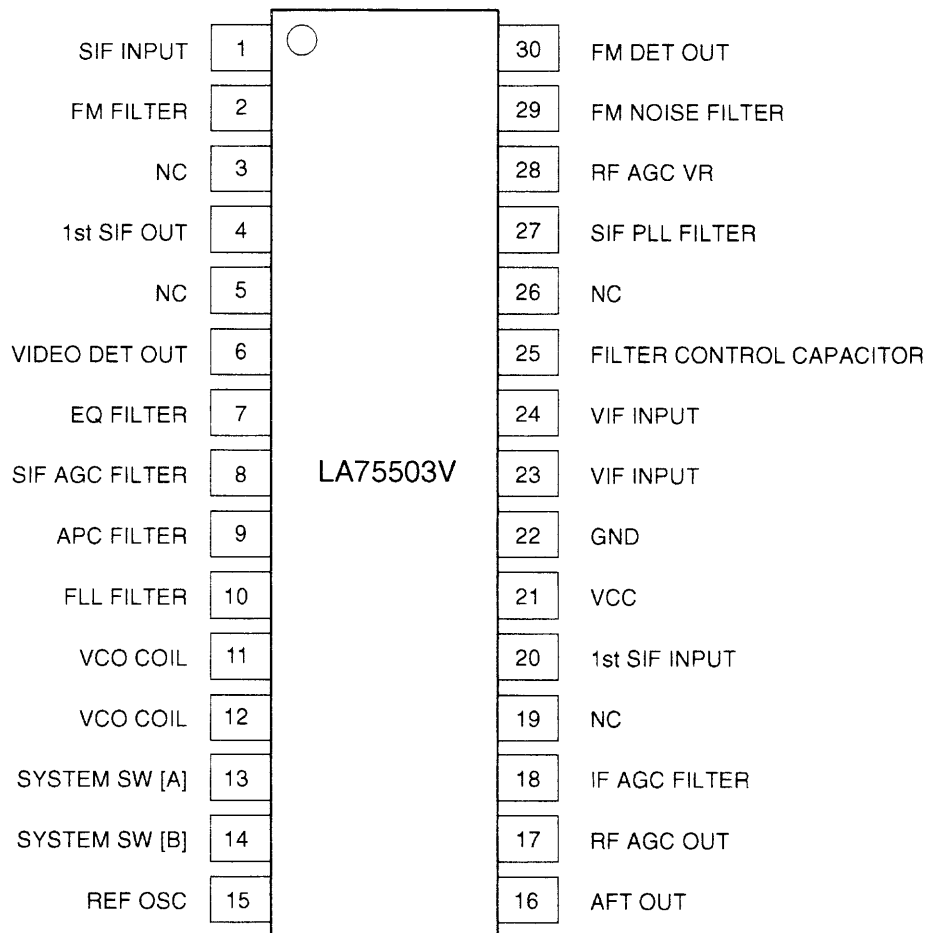 SIF INPUT 1 30 FM DET OUT
FM FILTER 2 29 FM NOISE FILTER
NC 3 28 RF AGC VR
1st SIF OUT 4 27 SIF PLL FILTER
NC 5 26 NC
VIDEO DET OUT 6 25 FILTER CONTROL CAPACITOR
EQ FILTER 7 24 VIF INPUT
SIF AGC FILTER 8 LA75503V 23 VIF INPUT
APC FILTER 9 22 GND
FLL FILTER 10 21 VCC
VCO COIL 11 20 1st SIF INPUT
VCO COIL 12 19 NC
SYSTEM SW [A] 13 18 IF AGC FILTER
SYSTEM SW [B] 14 17 RF AGC OUT
REF OSC 15 16 AFT OUT